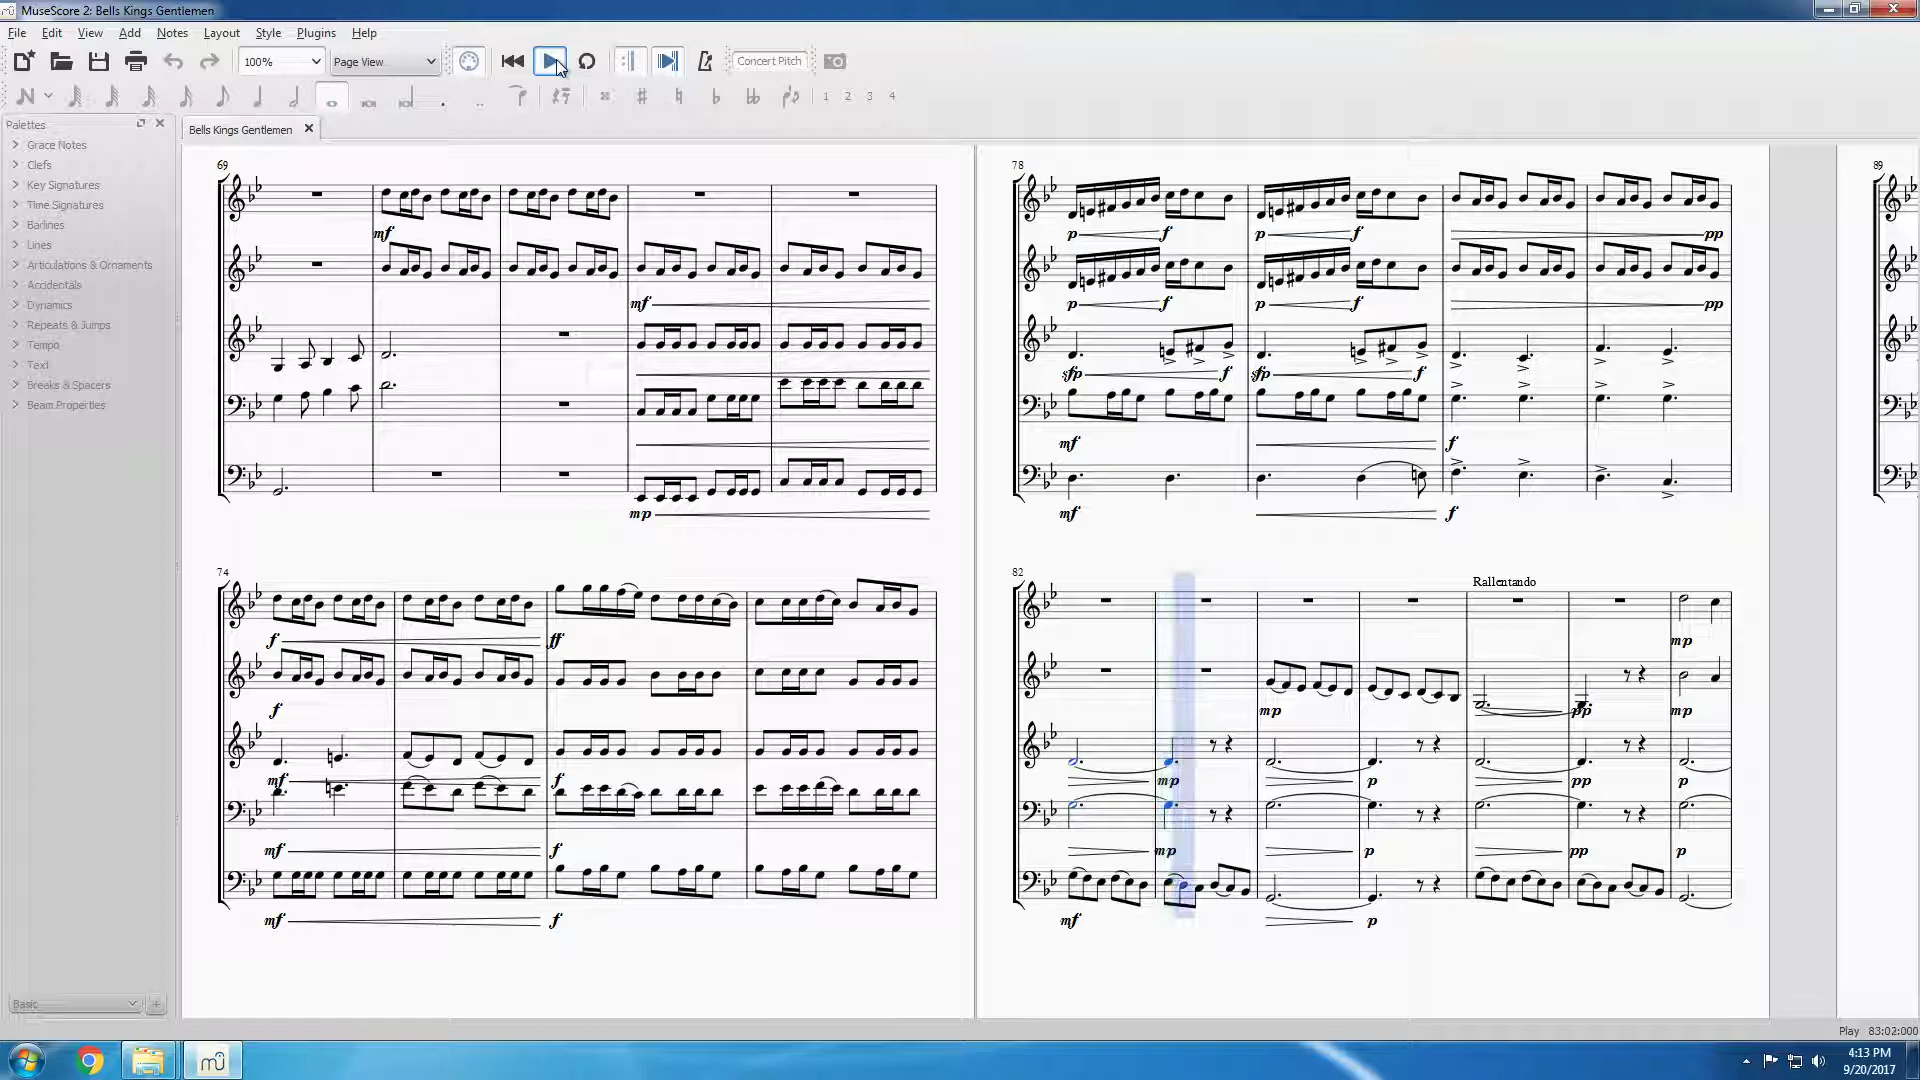 MuseScore 2: Bells Kings Gentlemen
File Edit View Add Notes Layout Style Plugins Help
100% Page View Concert Pitch
1 2 3 4
Palettes
Bells Kings Gentlemen
Grace Notes
Clefs
Key Signatures
Time Signatures
Barlines
Lines
Articulations & Ornaments
Accidentals
Dynamics
Repeats & Jumps
Tempo
Text
Breaks & Spacers
Beam Properties
Basic
69
mf
mf
mp
74
f ff
f
mf f
mf f
mf f
78
p f p f pp
p f p f pp
sfp f sfp f
mf f
mf f
82
Rallentando
mp
mp pp mp
mp p pp p
mp p pp p
mf p
89
Play 83:02:000
4:13 PM
9/20/2017